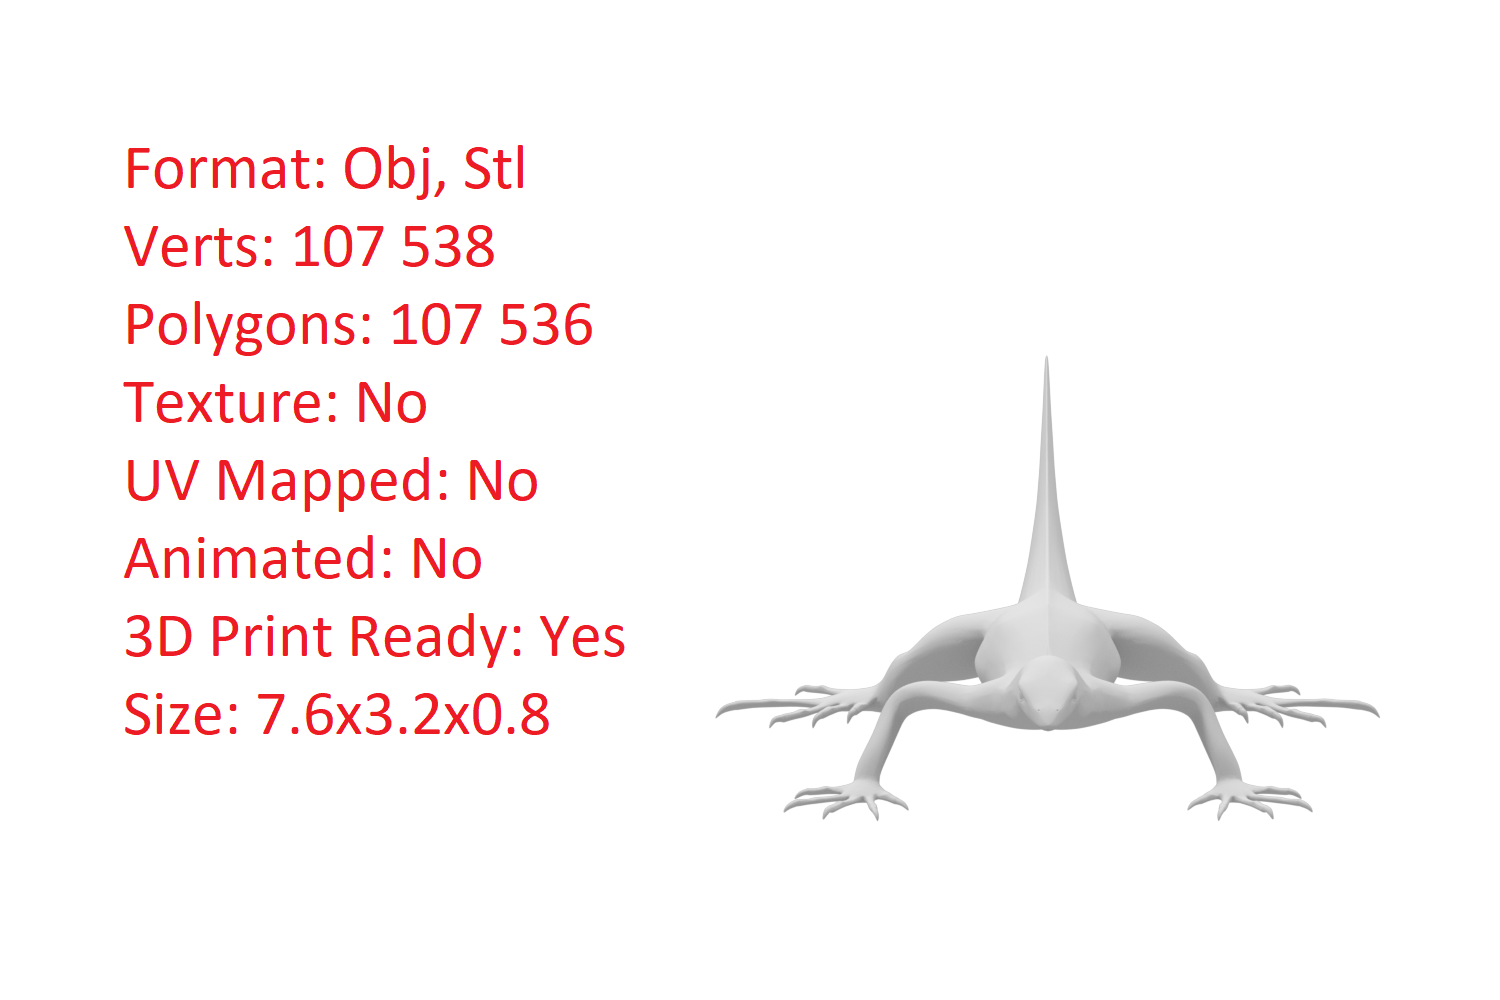 Format: Obj, Stl
Verts: 107 538
Polygons: 107 536
Texture: No
UV Mapped: No
Animated: No
3D Print Ready: Yes
Size: 7.6x3.2x0.8